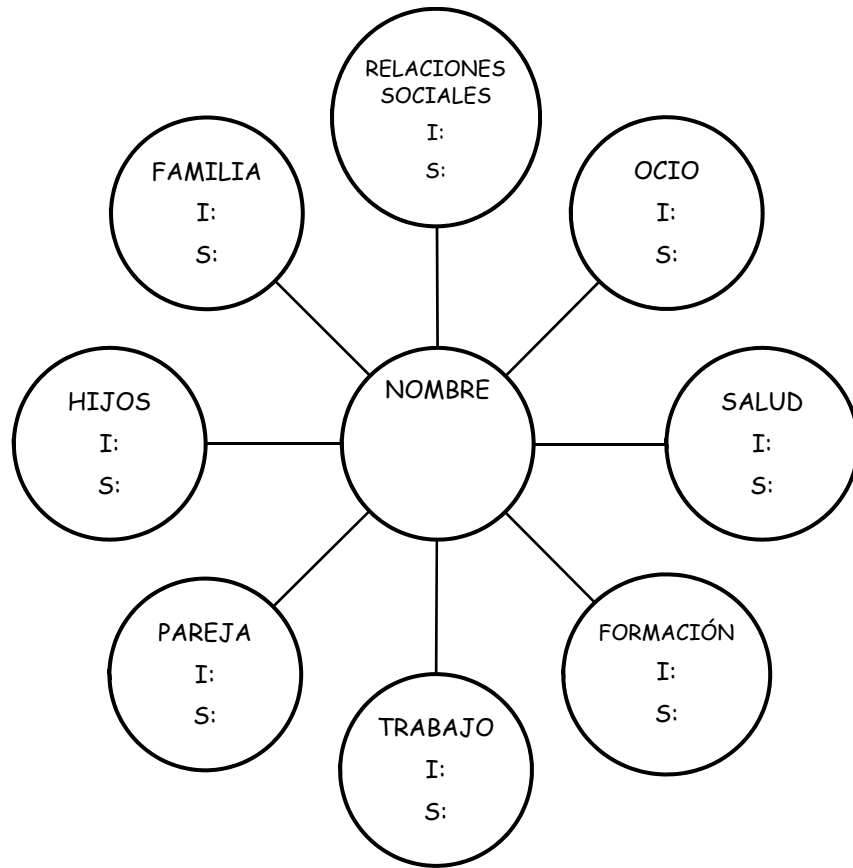 RELACIONES
SOCIALES
I:
S:
FAMILIA
I:
S:
OCIO
I:
S:
HIJOS
I:
S:
NOMBRE
SALUD
I:
S:
PAREJA
I:
S:
FORMACIÓN
I:
S:
TRABAJO
I:
S: